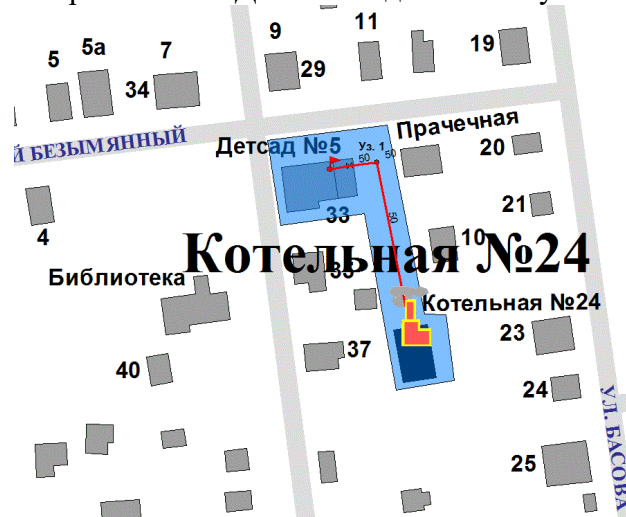 9
11
19
5
5а
7
29
34
Й БЕЗЫМЯННЫЙ
Детсад №5
Уз. 1
50
50
Прачечная
20
33
50
21
4
10
Котельная №24
Библиотека
Котельная №24
23
37
40
24
УЛ. БАСОВА
25